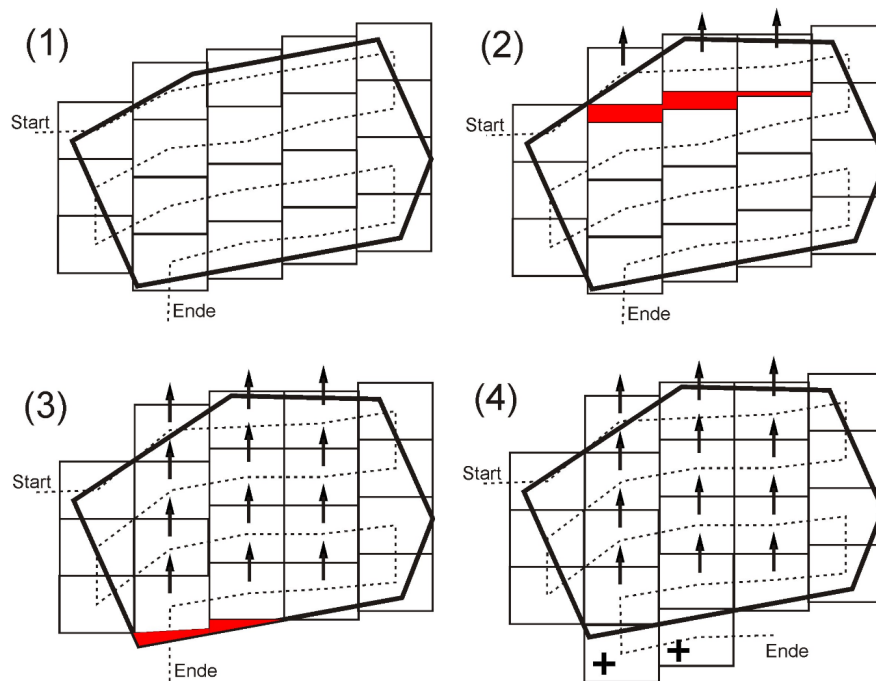 (1)
Start
Ende
(2)
Start
Ende
(3)
Start
Ende
(4)
Start
+
+
Ende